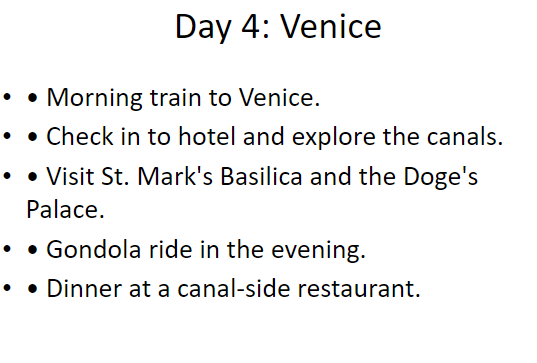 Day 4: Venice
• • Morning train to Venice.
• • Check in to hotel and explore the canals.
• • Visit St. Mark's Basilica and the Doge's
Palace.
• • Gondola ride in the evening.
• • Dinner at a canal-side restaurant.